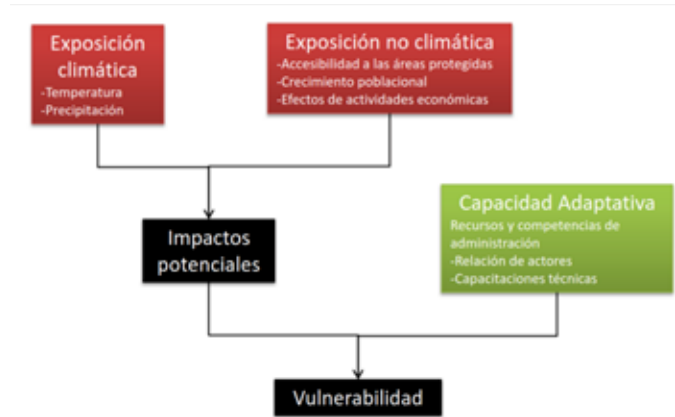 Exposición
climática
-Temperatura
-Precipitación
Exposición no climática
-Accesibilidad a las áreas protegidas
-Crecimiento poblacional
-Efectos de actividades económicas
Impactos
potenciales
Capacidad Adaptativa
Recursos y competencias de
administración
-Relación de actores
-Capacitaciones técnicas
Vulnerabilidad